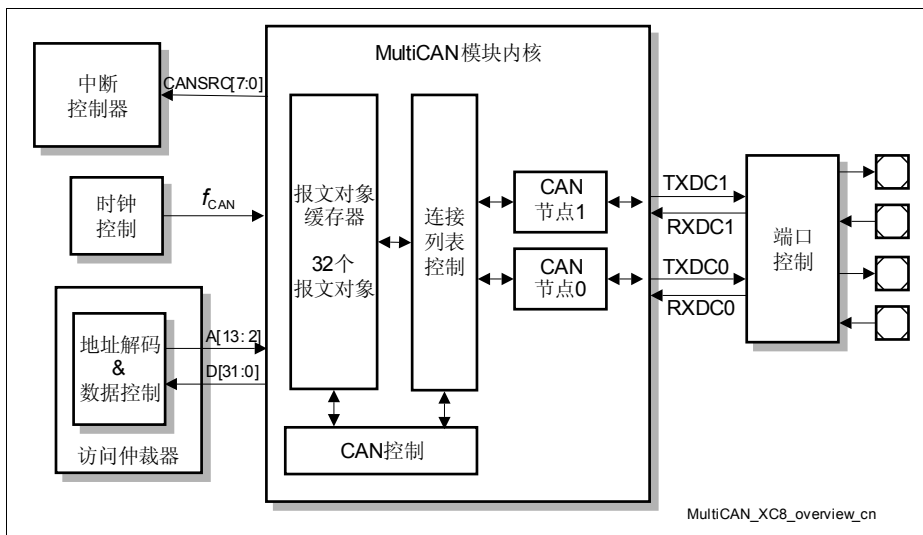 MultiCAN模块内核
中断
控制器
CANSRC[7:0]
时钟
控制
fCAN
地址解码
&
数据控制
访问仲裁器
A[13: 2]
D[31:0]
报文对象
缓存器
32个
报文对象
连接
列表
控制
CAN
节点1
CAN
节点0
CAN控制
TXDC1
RXDC1
TXDC0
RXDC0
端口
控制
MultiCAN_XC8_overview_cn